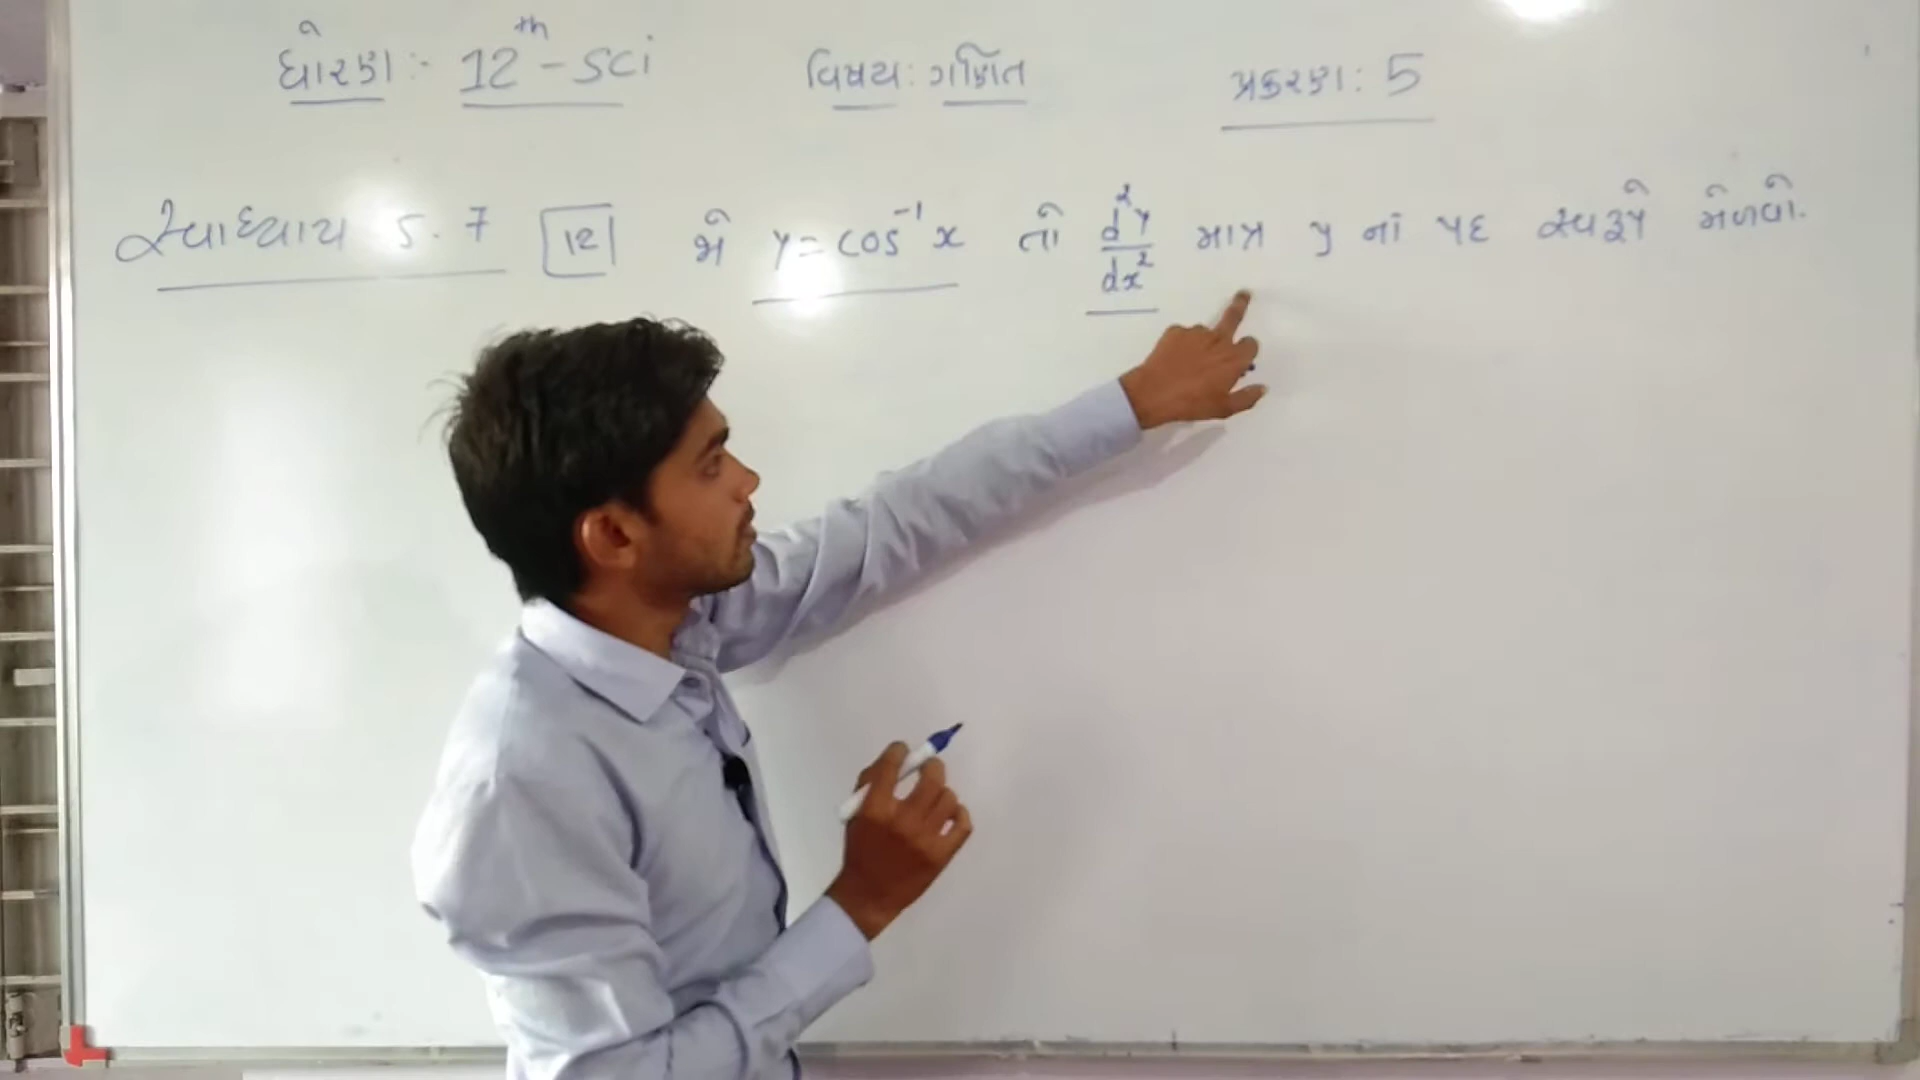 ધોરણ:- 12th - Sci વિષય: ગણિત પ્રકરણ: 5
સ્વાધ્યાય 5.7 12 જો y = cos⁻¹x તો d²y/dx² માત્ર y નાં પદ સ્વરૂપે મેળવો.